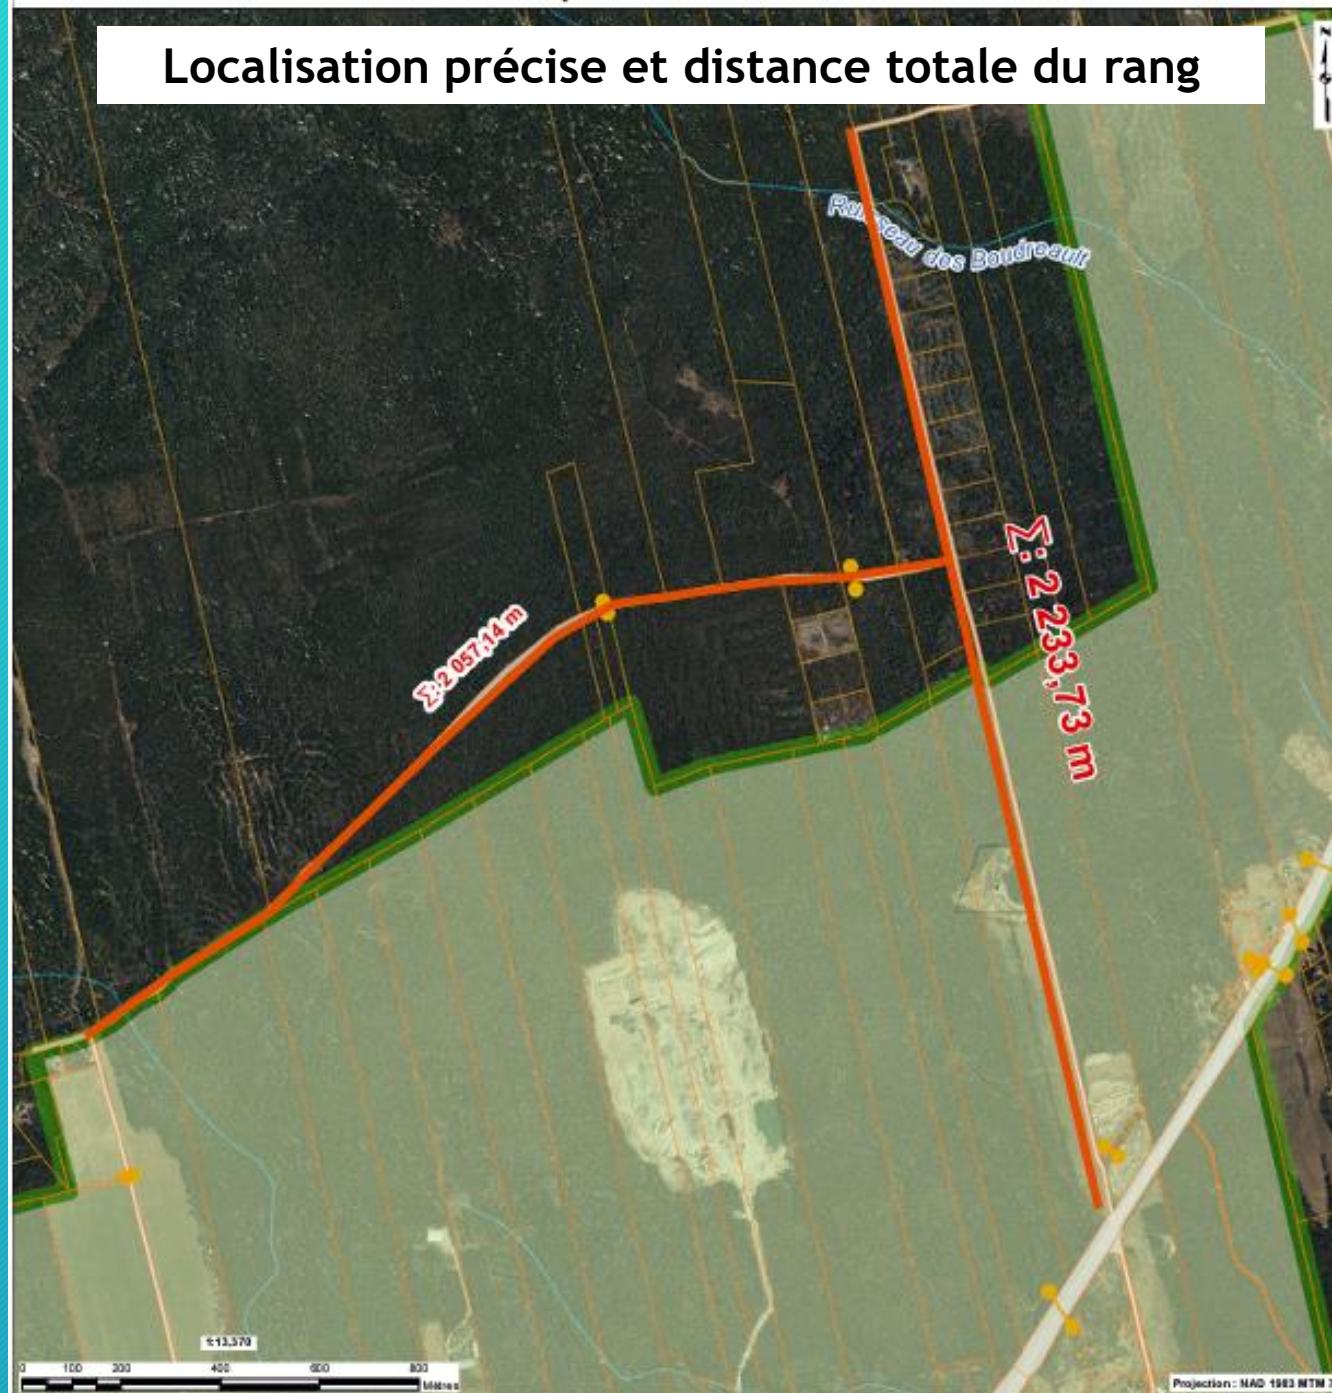 Localisation précise et distance totale du rang
N
Ruisseau des Boudreault
Σ: 2 233,73 m
Σ: 2 057,14 m
1:13,370
0 100 200 400 600 800
Mètres
Projection : NAD 1983 MTM